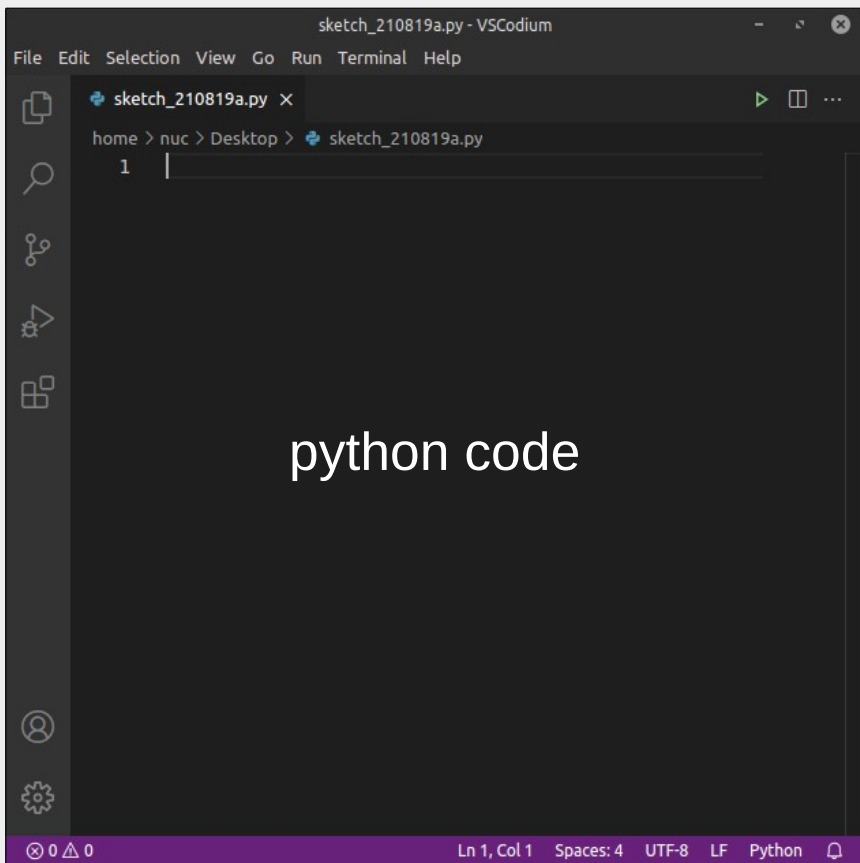 sketch_210819a.py - VSCodium
File Edit Selection View Go Run Terminal Help
sketch_210819a.py
home > nuc > Desktop > sketch_210819a.py
1
python code
0 0 Ln 1, Col 1 Spaces: 4 UTF-8 LF Python